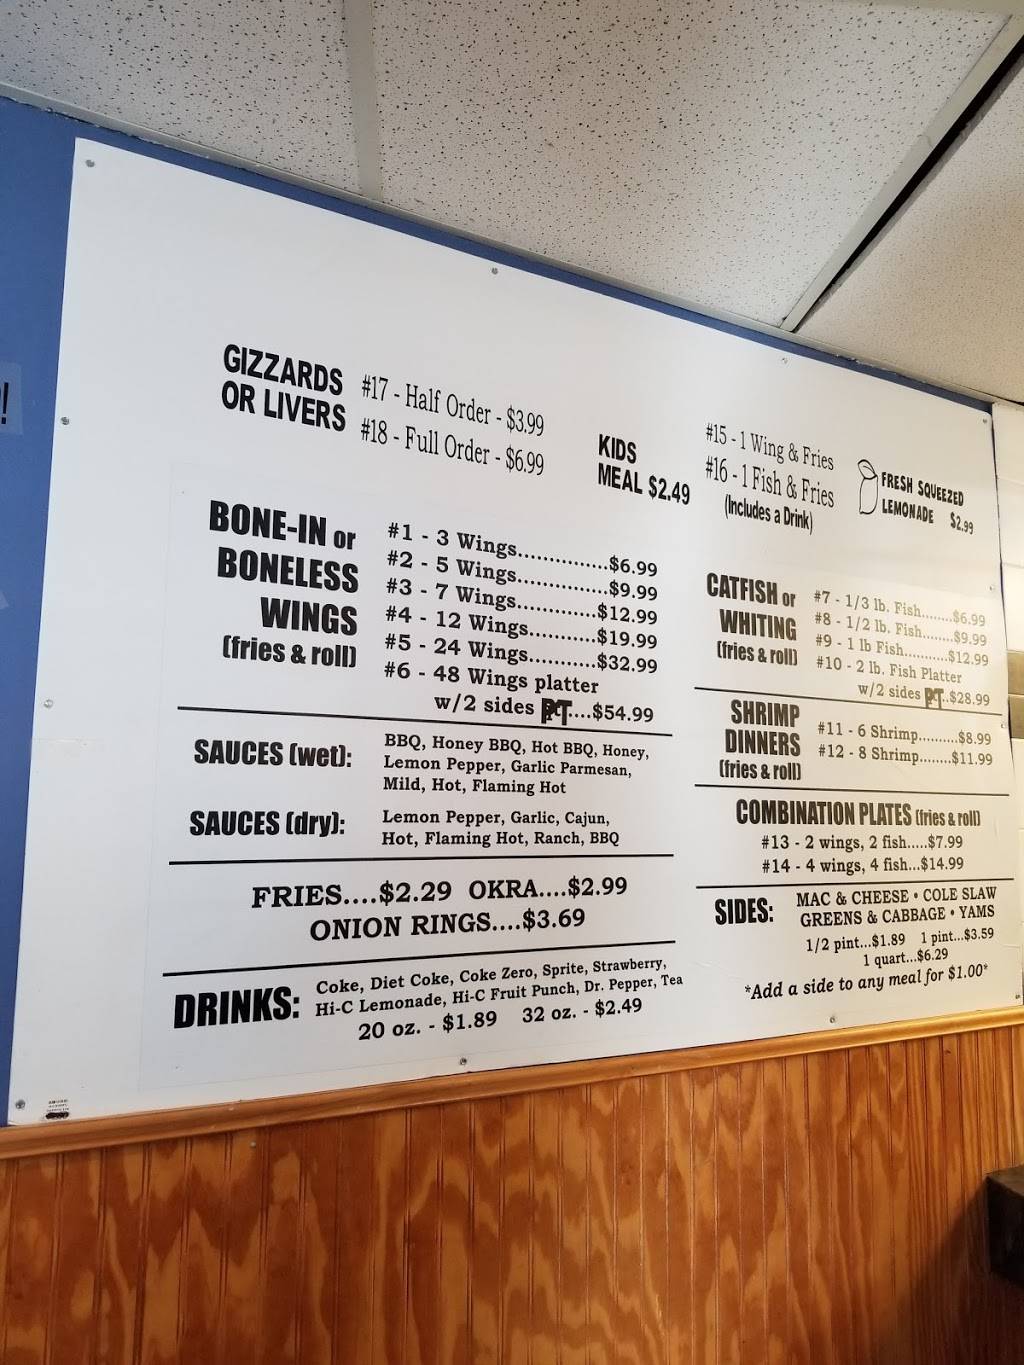 GIZZARDS
OR LIVERS
#17 - Half Order - $3.99
#18 - Full Order - $6.99
KIDS
MEAL $2.49
#15 - 1 Wing & Fries
#16 - 1 Fish & Fries
(Includes a Drink)
FRESH SQUEEZED
LEMONADE $2.99
BONE-IN or
BONELESS
WINGS
(fries & roll)
#1 - 3 Wings...............$6.99
#2 - 5 Wings...............$9.99
#3 - 7 Wings.............$12.99
#4 - 12 Wings...........$19.99
#5 - 24 Wings...........$32.99
#6 - 48 Wings platter
w/2 sides PT....$54.99
SAUCES (wet):
BBQ, Honey BBQ, Hot BBQ, Honey,
Lemon Pepper, Garlic Parmesan,
Mild, Hot, Flaming Hot
SAUCES (dry):
Lemon Pepper, Garlic, Cajun,
Hot, Flaming Hot, Ranch, BBQ
FRIES....$2.29 OKRA....$2.99
ONION RINGS....$3.69
DRINKS:
Coke, Diet Coke, Coke Zero, Sprite, Strawberry,
Hi-C Lemonade, Hi-C Fruit Punch, Dr. Pepper, Tea
20 oz. - $1.89 32 oz. - $2.49
CATFISH or
WHITING
(fries & roll)
#7 - 1/3 lb. Fish.......$6.99
#8 - 1/2 lb. Fish.......$9.99
#9 - 1 lb Fish..........$12.99
#10 - 2 lb. Fish Platter
w/2 sides PT..$28.99
SHRIMP
DINNERS
(fries & roll)
#11 - 6 Shrimp.........$8.99
#12 - 8 Shrimp........$11.99
COMBINATION PLATES (fries & roll)
#13 - 2 wings, 2 fish.....$7.99
#14 - 4 wings, 4 fish...$14.99
SIDES:
MAC & CHEESE • COLE SLAW
GREENS & CABBAGE • YAMS
1/2 pint...$1.89 1 pint...$3.59
1 quart...$6.29
*Add a side to any meal for $1.00*